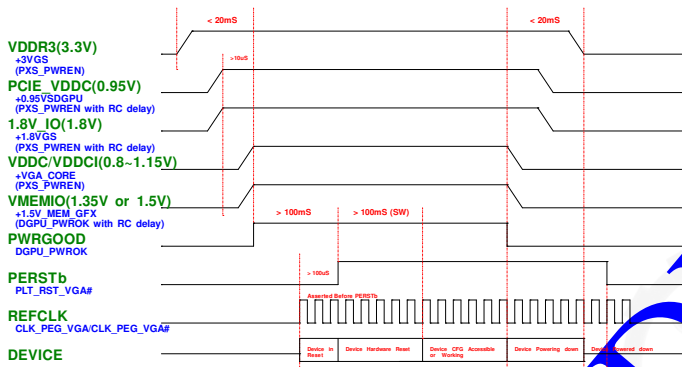 < 20mS
< 20mS
VDDR3(3.3V)
+3VGS
(PXS_PWREN)
>10uS
PCIE_VDDC(0.95V)
+0.95VSDGPU
(PXS_PWREN with RC delay)
1.8V_IO(1.8V)
+1.8VGS
(PXS_PWREN with RC delay)
VDDC/VDDCI(0.8~1.15V)
+VGA_CORE
(PXS_PWREN)
VMEMIO(1.35V or 1.5V)
+1.5V_MEM_GFX
(DGPU_PWROK with RC delay)
> 100mS
> 100mS (SW)
PWRGOOD
DGPU_PWROK
PERSTb
PLT_RST_VGA#
> 100uS
Asserted Before PERSTb
REFCLK
CLK_PEG_VGA/CLK_PEG_VGA#
DEVICE
Device in Reset
Device Hardware Reset
Device CFG Accessible or Working
Device Powering down
Device Powered down